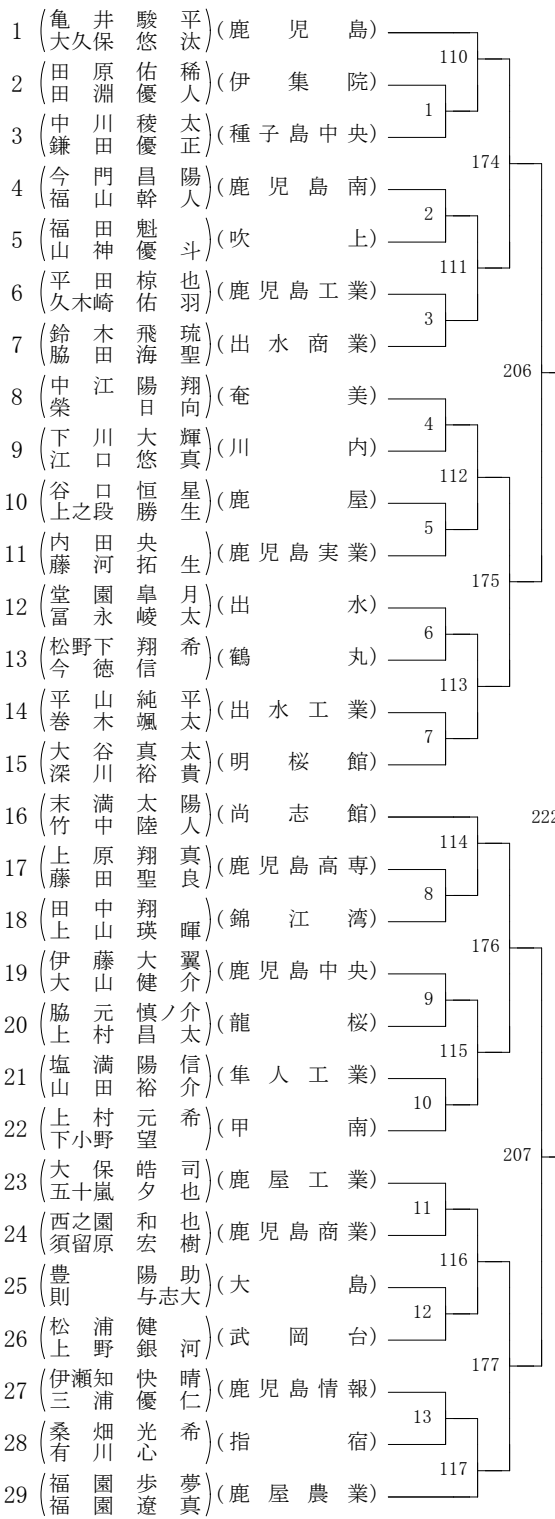 1 (亀井駿平 大久保悠汰) (鹿児島)
2 (田原佑稀 田淵優人) (伊集院)
3 (中川稜太 鎌田優正) (種子島中央)
4 (今門昌陽 福山幹人) (鹿児島南)
5 (福田魁 山神優斗) (吹上)
6 (平田椋也 久木崎佑羽) (鹿児島工業)
7 (鈴木飛琉 脇田海聖) (出水商業)
8 (中江陽翔 榮日向) (奄美)
9 (下川大輝 江口悠真) (川内)
10 (谷口恒星 上之段勝生) (鹿屋)
11 (内田央 藤河拓生) (鹿児島実業)
12 (堂園皐月 冨永崚太) (出水)
13 (松野下翔希 今徳信) (鶴丸)
14 (平山純平 巻木颯太) (出水工業)
15 (大谷真太 深川裕貴) (明桜館)
16 (末満太陽 竹中陸人) (尚志館)
17 (上原翔真 藤田聖良) (鹿児島高専)
18 (田中翔 上山瑛暉) (錦江湾)
19 (伊藤大翼 大山健介) (鹿児島中央)
20 (脇元慎ノ介 上村昌太) (龍桜)
21 (塩満陽信 山田裕介) (隼人工業)
22 (上村元希 下小野望) (甲南)
23 (大保皓司 五十嵐夕也) (鹿屋工業)
24 (西之園和也 須留原宏樹) (鹿児島商業)
25 (豊陽助 則与志大) (大島)
26 (松浦健 上野銀河) (武岡台)
27 (伊瀬知快晴 三浦優仁) (鹿児島情報)
28 (桑畑光希 有川心) (指宿)
29 (福園歩夢 福園遼真) (鹿屋農業)
1
2
3
4
5
6
7
8
9
10
11
12
13
110
111
112
113
114
115
116
117
174
175
176
177
206
207
222